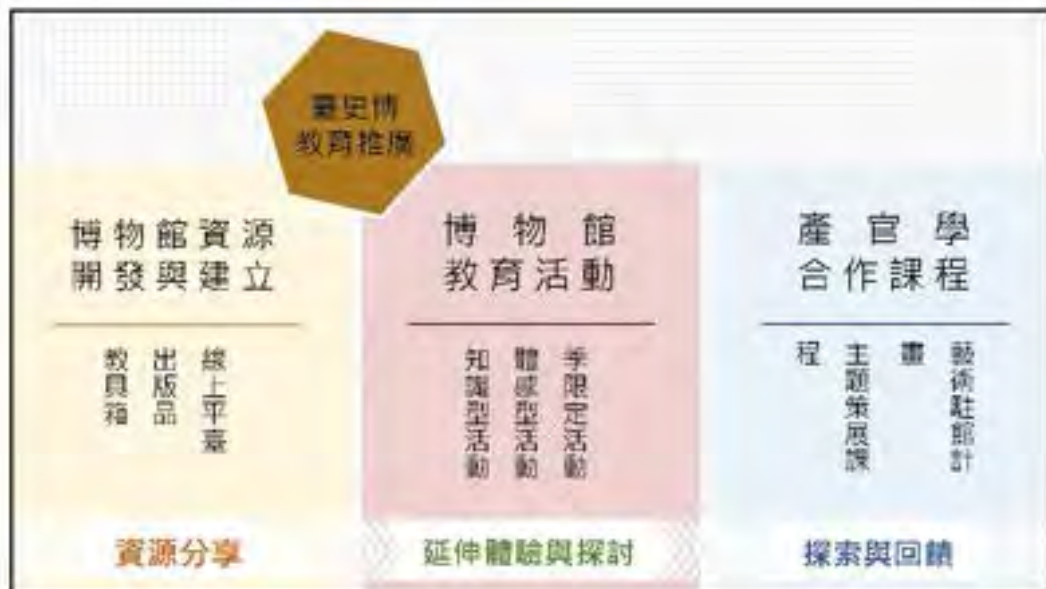 臺史博
教育推廣
博物館資源
開發與建立
線上平臺
出版品
教具箱
資源分享
博物館
教育活動
季限定活動
體感型活動
知識型活動
延伸體驗與探討
產官學
合作課程
藝術駐館計
畫
主題策展課
程
探索與回饋